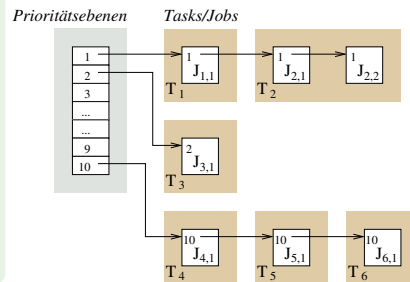 Prioritätsebenen Tasks/Jobs
1 1 1 1
2 J1,1 J2,1 J2,2
3 T1 T2
...
... 2
9 J3,1
10 T3
10 10 10
J4,1 J5,1 J6,1
T4 T5 T6